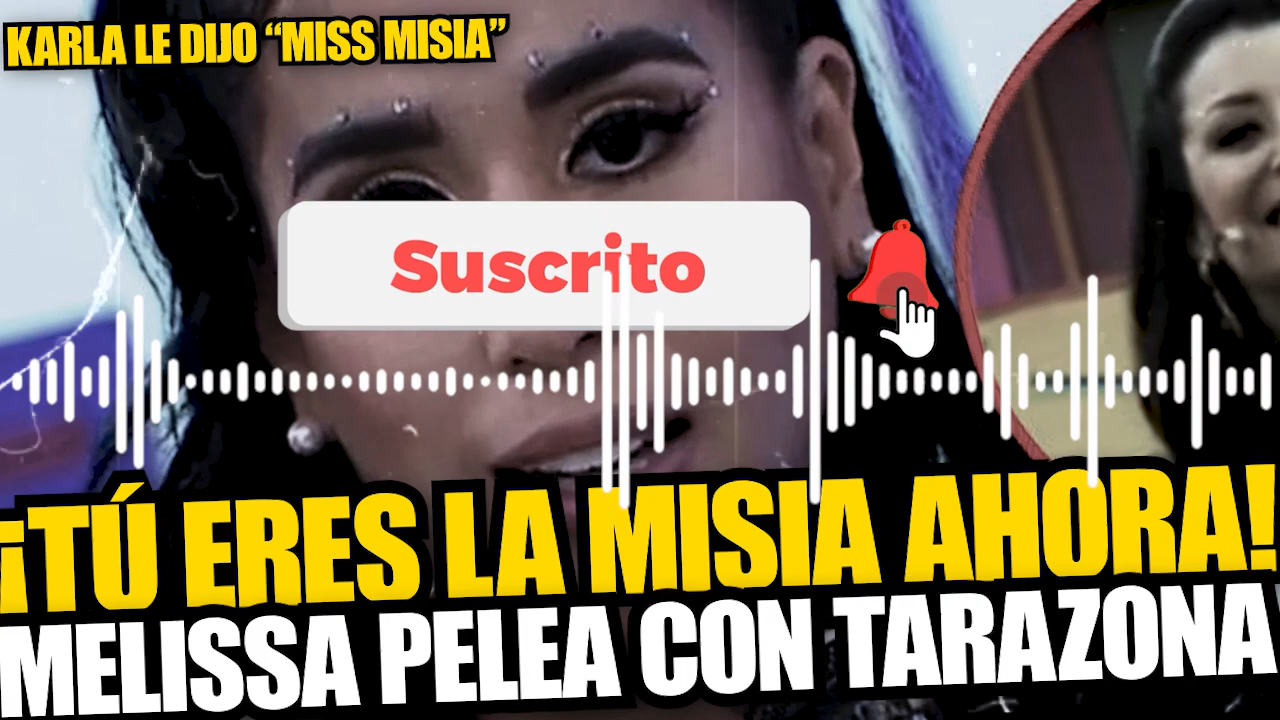 KARLA LE DIJO “MISS MISIA”
Suscrito
¡TÚ ERES LA MISIA AHORA!
MELISSA PELEA CON TARAZONA